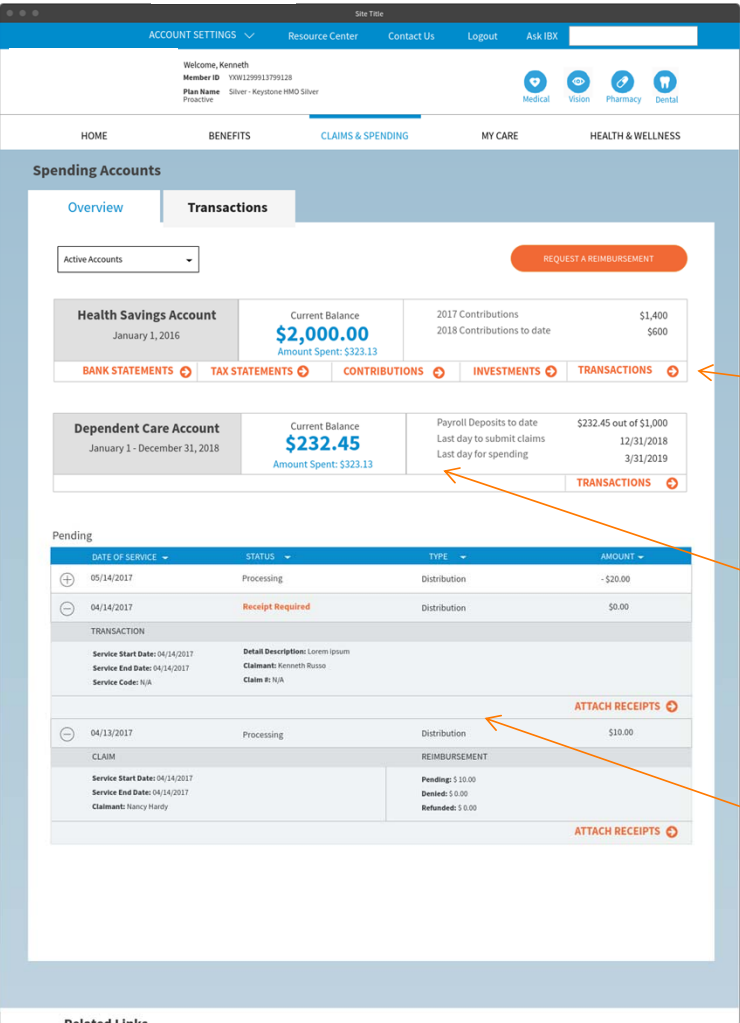 Site Title
ACCOUNT SETTINGS Resource Center Contact Us Logout Ask IBX
Welcome, Kenneth
Member ID YXW1299913799128
Plan Name Silver - Keystone HMO Silver
Proactive
Medical Vision Pharmacy Dental
HOME BENEFITS CLAIMS & SPENDING MY CARE HEALTH & WELLNESS
Spending Accounts
Overview Transactions
Active Accounts REQUEST A REIMBURSEMENT
Health Savings Account Current Balance 2017 Contributions $1,400
January 1, 2016 $2,000.00 2018 Contributions to date $600
Amount Spent: $323.13
BANK STATEMENTS TAX STATEMENTS CONTRIBUTIONS INVESTMENTS TRANSACTIONS
Dependent Care Account Current Balance Payroll Deposits to date $232.45 out of $1,000
January 1 - December 31, 2018 $232.45 Last day to submit claims 12/31/2018
Amount Spent: $323.13 Last day for spending 3/31/2019
TRANSACTIONS
Pending
DATE OF SERVICE STATUS TYPE AMOUNT
05/14/2017 Processing Distribution - $20.00
04/14/2017 Receipt Required Distribution $0.00
TRANSACTION
Service Start Date: 04/14/2017 Detail Description: Lorem ipsum
Service End Date: 04/14/2017 Claimant: Kenneth Russo
Service Code: N/A Claim #: N/A
ATTACH RECEIPTS
04/13/2017 Processing Distribution $10.00
CLAIM REIMBURSEMENT
Service Start Date: 04/14/2017 Pending: $ 10.00
Service End Date: 04/14/2017 Denied: $ 0.00
Claimant: Nancy Hardy Refunded: $ 0.00
ATTACH RECEIPTS
Related Links